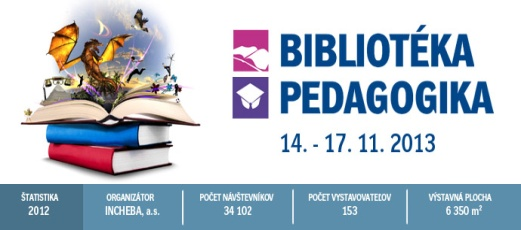 BIBLIOTÉKA
PEDAGOGIKA
14. - 17. 11. 2013
ŠTATISTIKA
2012
ORGANIZÁTOR
INCHEBA, a.s.
POČET NÁVŠTEVNÍKOV
34 102
POČET VYSTAVOVATEĽOV
153
VÝSTAVNÁ PLOCHA
6 350 m²